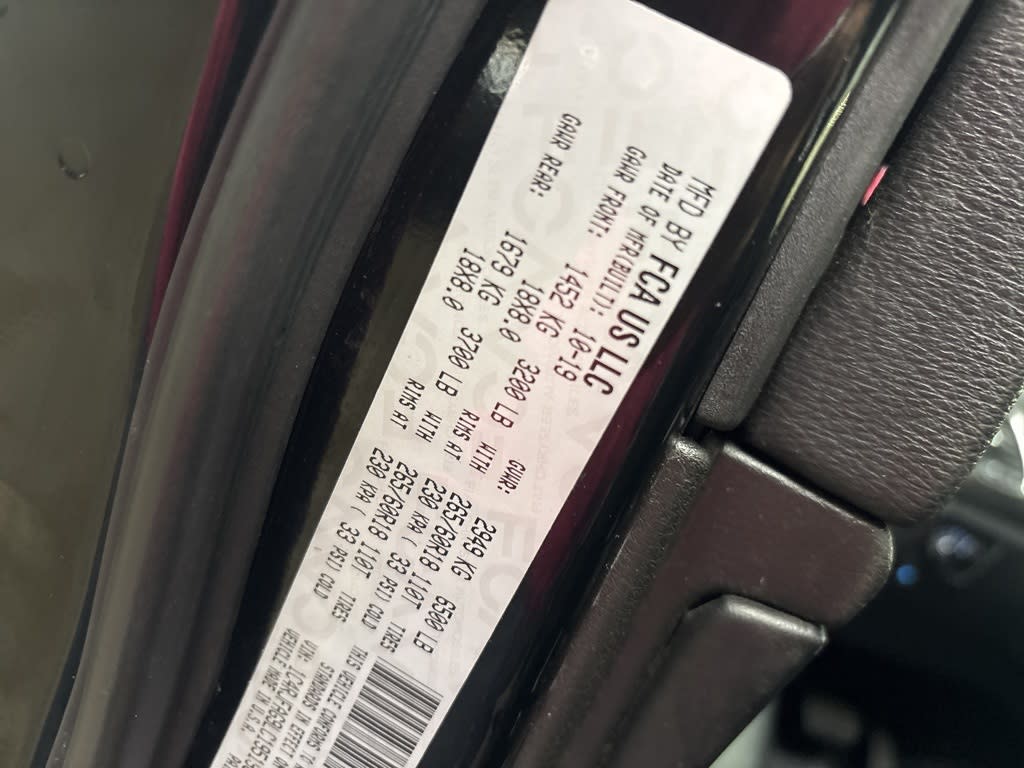 MFD BY FCA US LLC
DATE OF MFR(BUILT): 10-19 GVWR: 2949 KG 6500 LB
GAWR FRONT: 1452 KG 3200 LB WITH 265/60R18 110T TIRES
18X8.0 RIMS AT 230 KPA ( 33 PSI) COLD
GAWR REAR: 1679 KG 3700 LB WITH 265/60R18 110T TIRES
18X8.0 RIMS AT 230 KPA ( 33 PSI) COLD
THIS VEHICLE CONFORMS
STANDARDS IN EFFECT
VIN:
VEHICLE MADE IN U.S.A.